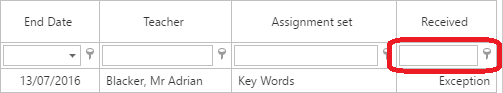 End Date Teacher Assignment set Received
13/07/2016 Blacker, Mr Adrian Key Words Exception